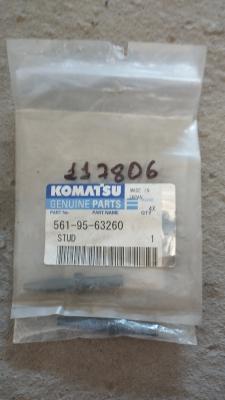 117806
KOMATSU
GENUINE PARTS
MADE IN
JAPAN
PART No.
PART NAME
QTY
561-95-63260
STUD
1